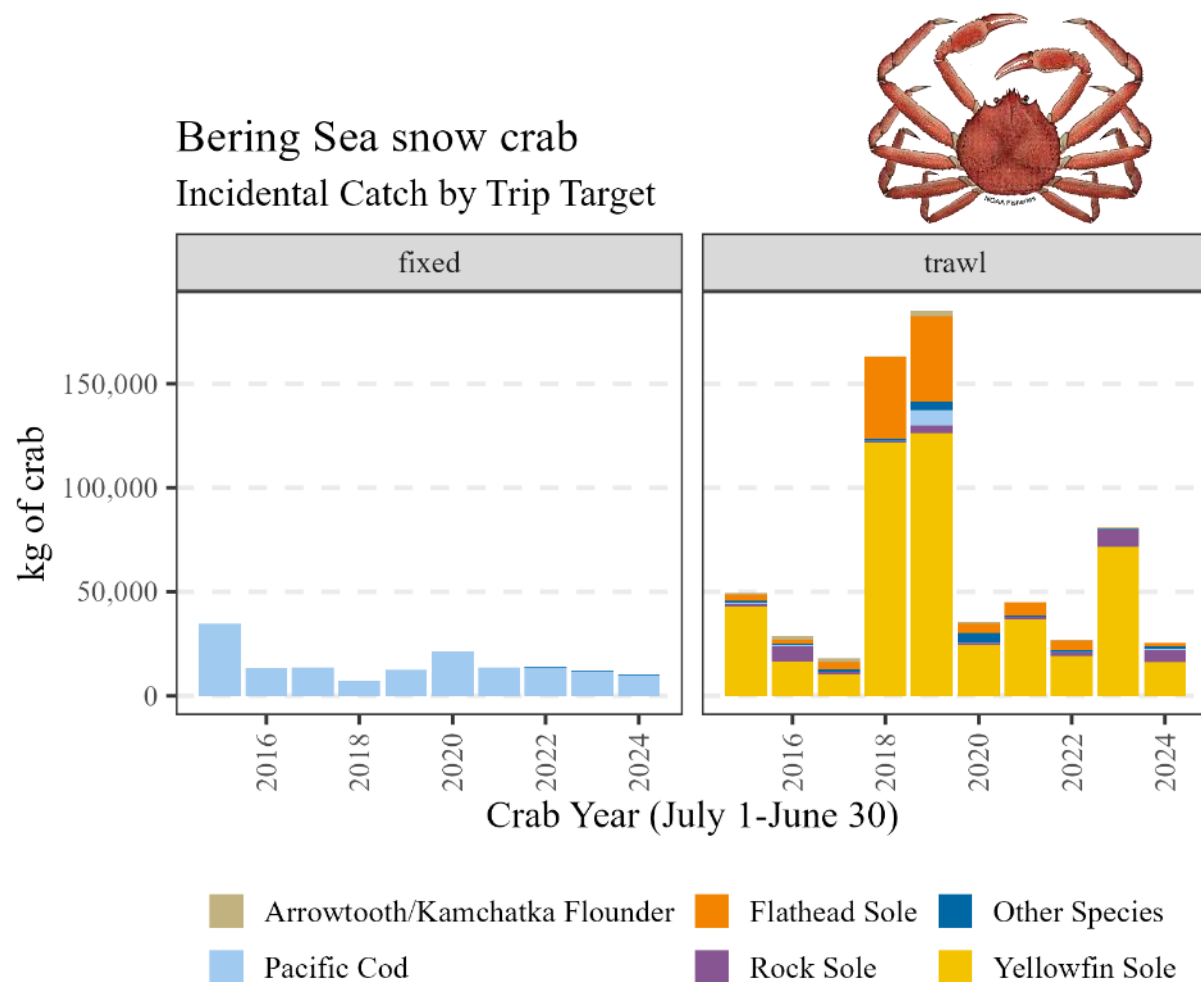 Bering Sea snow crab
Incidental Catch by Trip Target
NOAA Fisheries
fixed
trawl
kg of crab
150,000
100,000
50,000
0
2016
2018
2020
2022
2024
2016
2018
2020
2022
2024
Crab Year (July 1-June 30)
Arrowtooth/Kamchatka Flounder
Flathead Sole
Other Species
Pacific Cod
Rock Sole
Yellowfin Sole